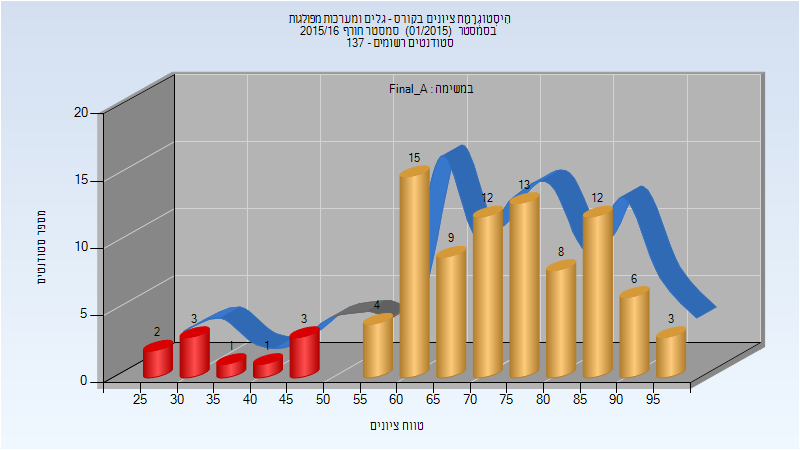 היסטוגרמת ציונים בקורס - גלים ומערכות מפולגות
בסמסטר (01/2015) סמסטר חורף 2015/16
סטודנטים רשומים - 137
במשימה : Final_A
מספר סטודנטים
20
15
10
5
0
2
3
1
1
3
4
15
9
12
13
8
12
6
3
25 30 35 40 45 50 55 60 65 70 75 80 85 90 95
טווח ציונים